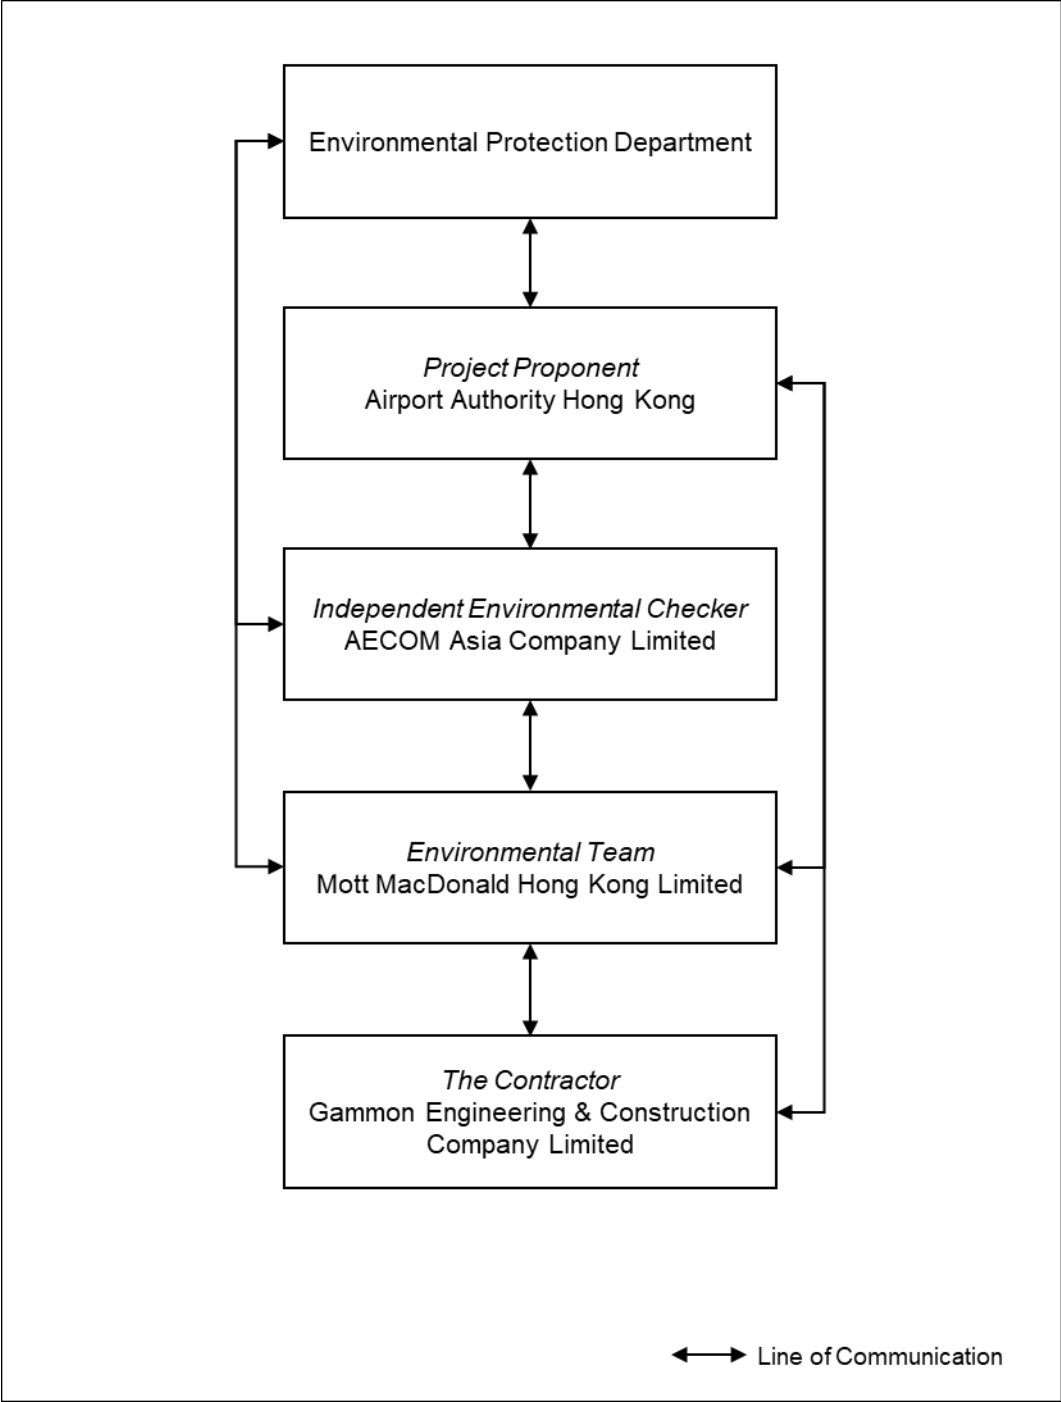 Environmental Protection Department
Project Proponent
Airport Authority Hong Kong
Independent Environmental Checker
AECOM Asia Company Limited
Environmental Team
Mott MacDonald Hong Kong Limited
The Contractor
Gammon Engineering & Construction
Company Limited
Line of Communication